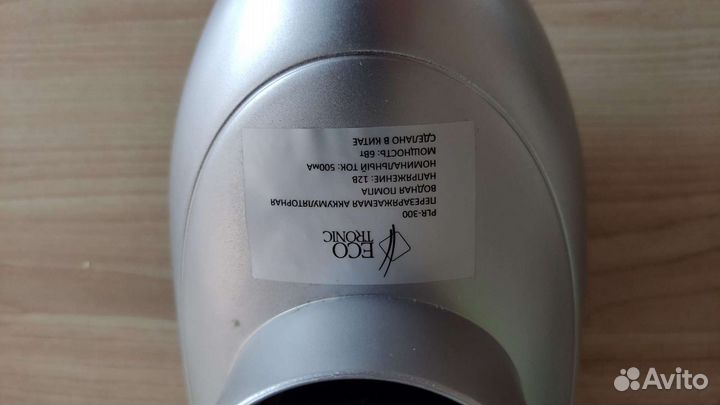 ECO
TRONIC
PLR-300
ПЕРЕЗАРЯЖАЕМАЯ АККУМУЛЯТОРНАЯ
ВОДНАЯ ПОМПА
НАПРЯЖЕНИЕ: 12В
НОМИНАЛЬНЫЙ ТОК: 500мА
МОЩНОСТЬ: 6Вт
СДЕЛАНО В КИТАЕ
Avito